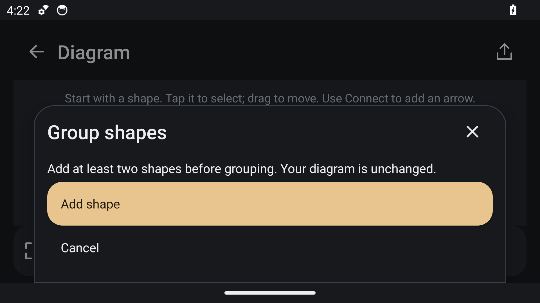 4:22
Diagram
Start with a shape. Tap it to select; drag to move. Use Connect to add an arrow.
Group shapes
Add at least two shapes before grouping. Your diagram is unchanged.
Add shape
Cancel